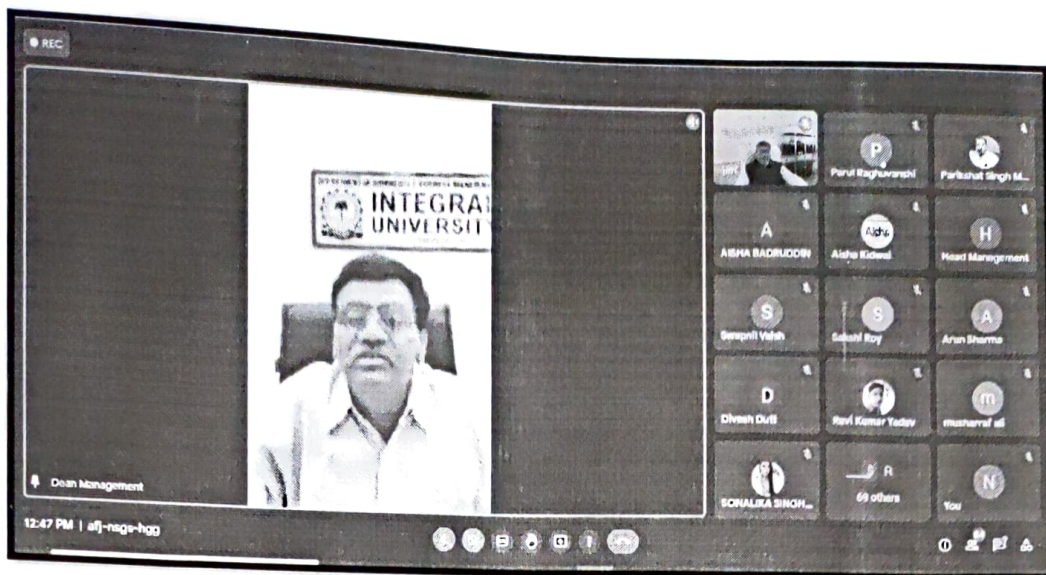 REC
INTEGRAL
UNIVERSITY
Parul Raghuvanshi
Parikshat Singh M...
AISHA BADRUDDIN
Aisha Kidwai
Head Management
Swapnil Vaish
Sakshi Roy
Arun Sharma
Divesh Dutt
Ravi Kumar Yadav
musharraf ali
SONALIKA SINGH...
69 others
You
Dean Management
12:47 PM | afj-nsgs-hgg